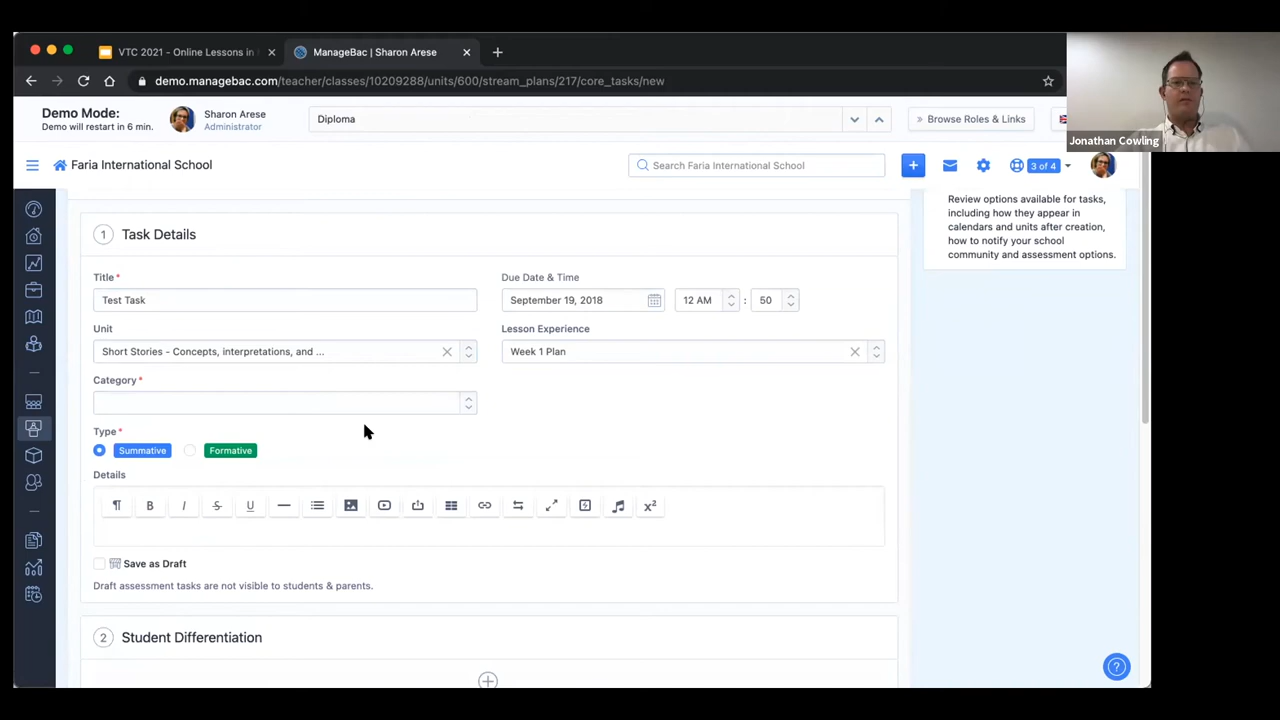 VTC 2021 - Online Lessons in
ManageBac | Sharon Arese
demo.managebac.com/teacher/classes/10209288/units/600/stream_plans/217/core_tasks/new
Demo Mode:
Demo will restart in 6 min.
Sharon Arese
Administrator
Diploma
» Browse Roles & Links
Jonathan Cowling
Faria International School
Search Faria International School
3 of 4
Review options available for tasks,
including how they appear in
calendars and units after creation,
how to notify your school
community and assessment options.
1 Task Details
Title *
Test Task
Due Date & Time
September 19, 2018
12 AM : 50
Unit
Short Stories - Concepts, interpretations, and ...
Lesson Experience
Week 1 Plan
Category *
Type *
Summative
Formative
Details
Save as Draft
Draft assessment tasks are not visible to students & parents.
2 Student Differentiation